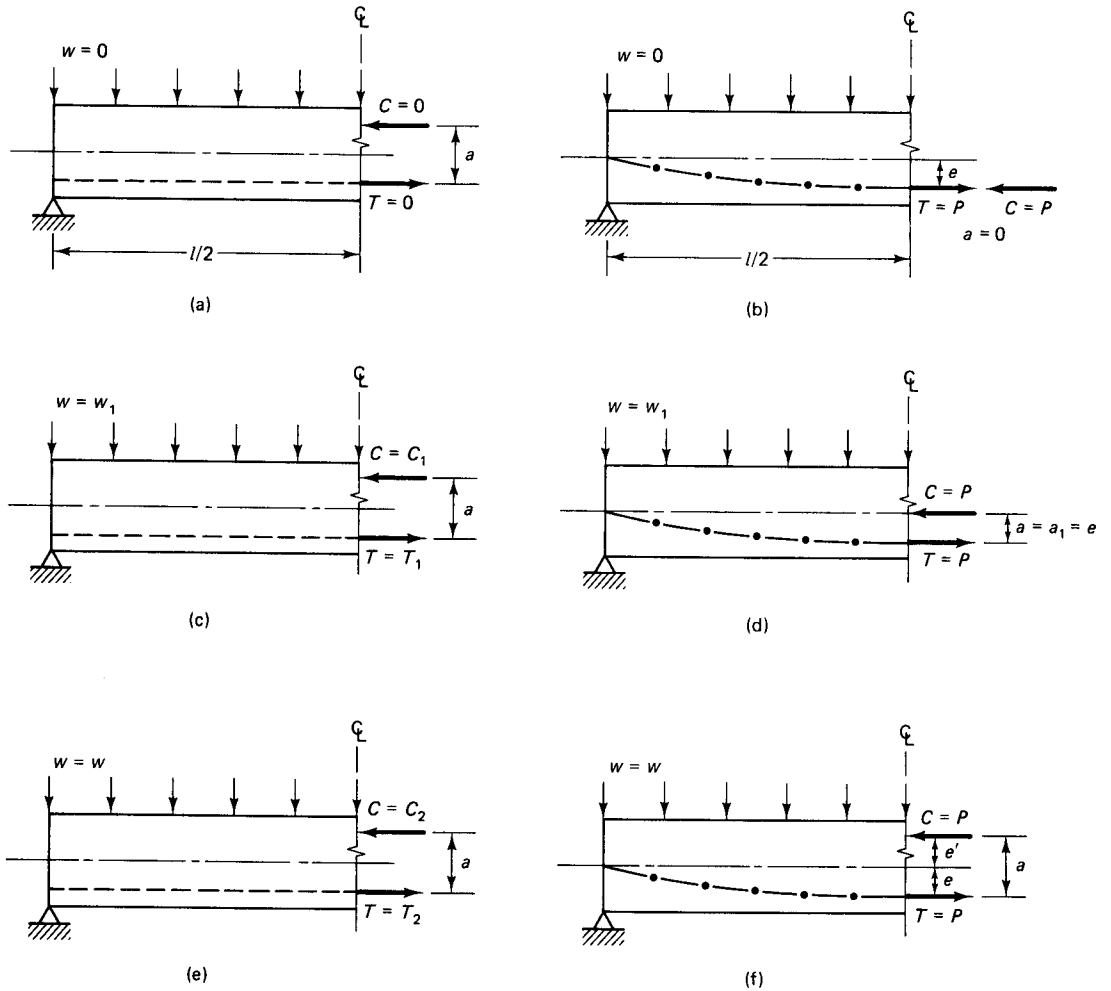 ℄
w = 0
C = 0
a
T = 0
l/2
(a)
℄
w = 0
e
T = P
C = P
a = 0
l/2
(b)
℄
w = w₁
C = C₁
a
T = T₁
(c)
℄
w = w₁
C = P
a = a₁ = e
T = P
(d)
℄
w = w
C = C₂
a
T = T₂
(e)
℄
w = w
C = P
e'
a
e
T = P
(f)